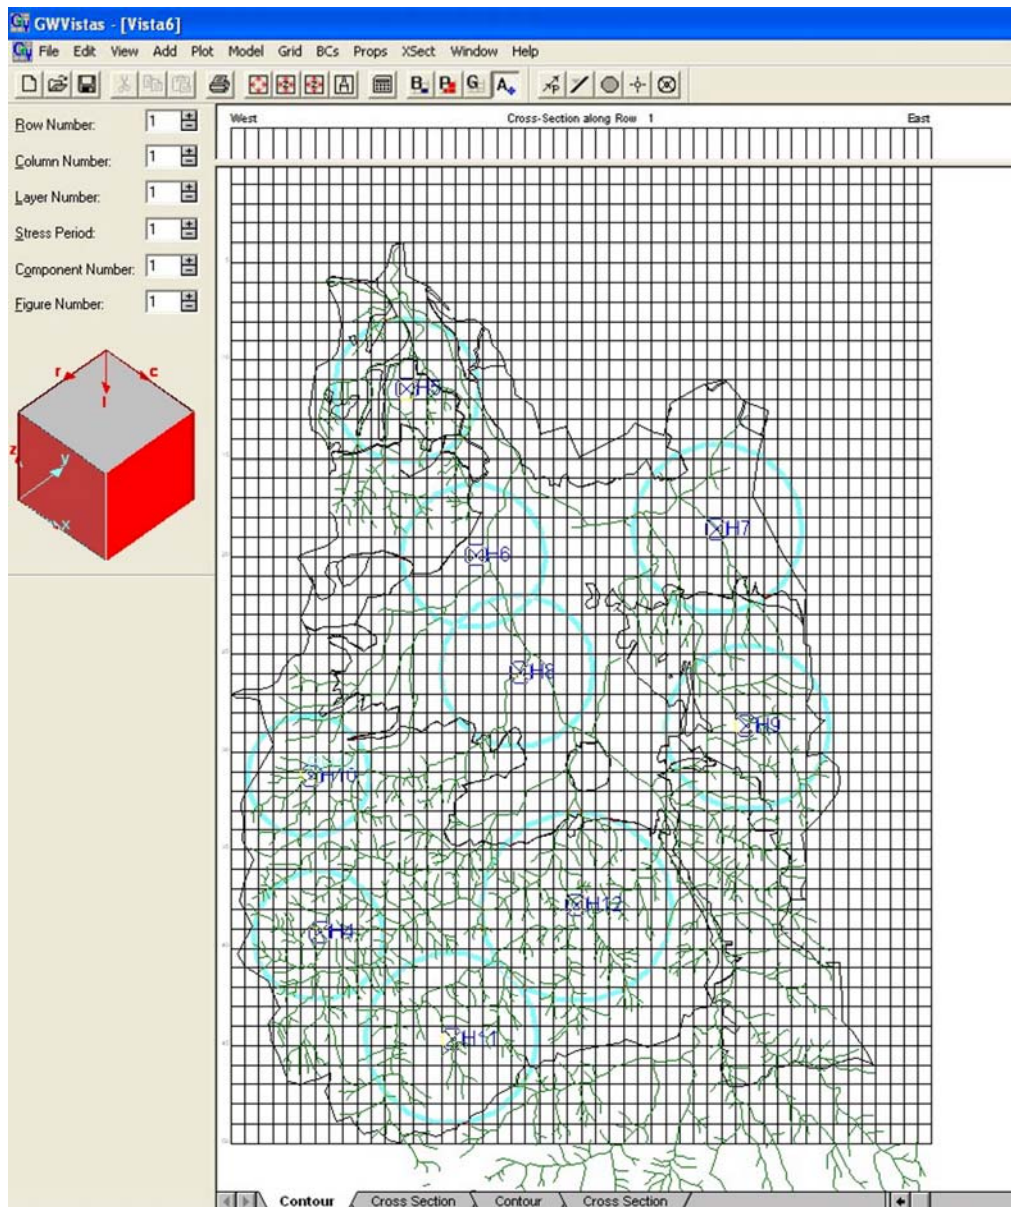 GWVistas - [Vista6]
File Edit View Add Plot Model Grid BCs Props XSect Window Help
B P G A
Row Number: 1
Column Number: 1
Layer Number: 1
Stress Period: 1
Component Number: 1
Figure Number: 1
r c
l
z
y
x
West Cross-Section along Row 1 East
H5
H7
H6
H8
H9
H10
H12
H4
H11
Contour Cross Section Contour Cross Section